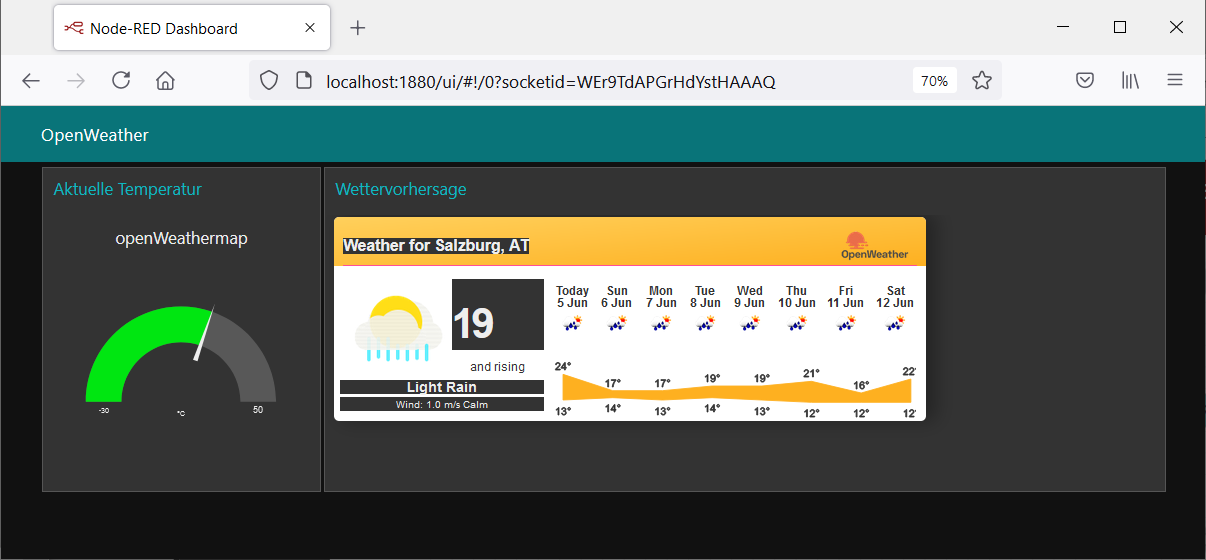 Node-RED Dashboard
localhost:1880/ui/#!/0?socketid=WEr9TdAPGrHdYstHAAAQ
70%
OpenWeather
Aktuelle Temperatur
openWeathermap
-30
°C
50
Wettervorhersage
Weather for Salzburg, AT
OpenWeather
19
and rising
Light Rain
Wind: 1.0 m/s Calm
Today Sun Mon Tue Wed Thu Fri Sat
5 Jun 6 Jun 7 Jun 8 Jun 9 Jun 10 Jun 11 Jun 12 Jun
24° 17° 17° 19° 19° 21° 16° 22°
13° 14° 13° 14° 13° 12° 12° 12°